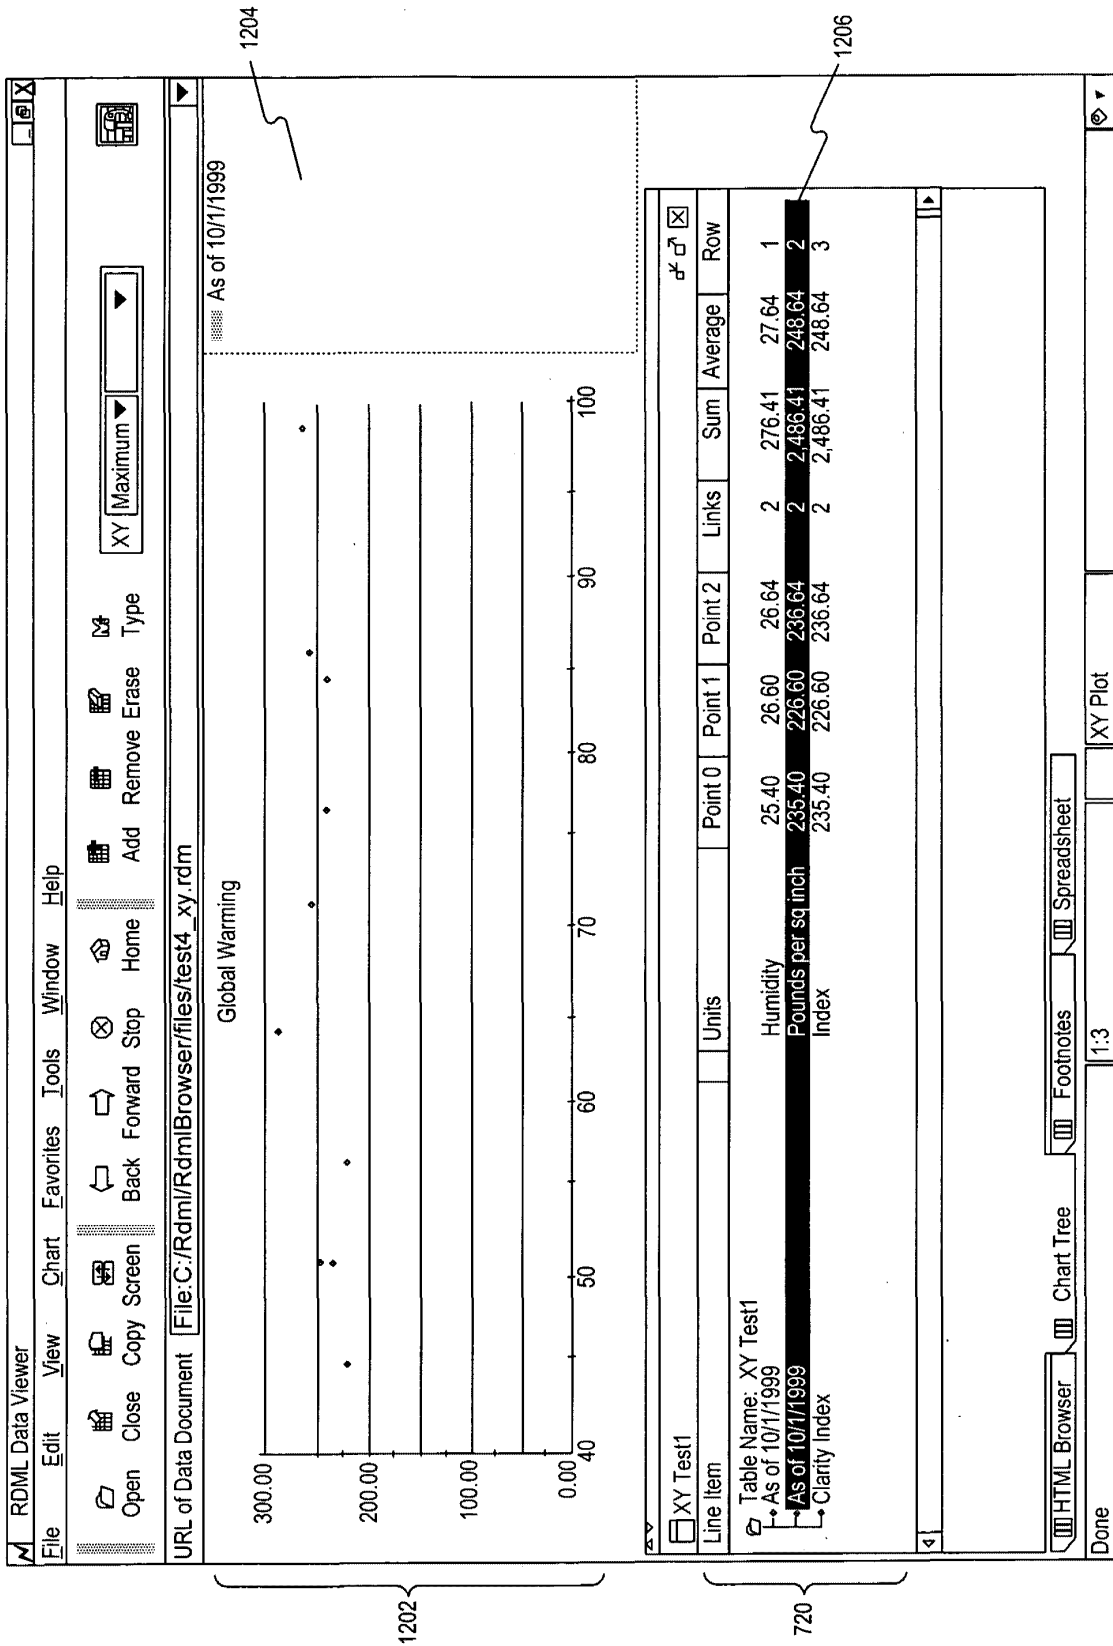 RDML Data Viewer
File Edit View Chart Favorites Tools Window Help
Open Close Copy Screen Back Forward Stop Home Add Remove Erase Type XY Maximum
URL of Data Document File:C:/Rdml/RdmlBrowser/files/test4_xy.rdm
Global Warming
As of 10/1/1999
1204
300.00
200.00
100.00
0.00
40 50 60 70 80 90 100
1202
XY Test1
Line Item Units Point 0 Point 1 Point 2 Links Sum Average Row
Table Name: XY Test1
As of 10/1/1999 Humidity 25.40 26.60 26.64 2 276.41 27.64 1
As of 10/1/1999 Pounds per sq inch 235.40 226.60 236.64 2 2,486.41 248.64 2
Clarity Index Index 235.40 226.60 236.64 2 2,486.41 248.64 3
720
1206
HTML Browser Chart Tree Footnotes Spreadsheet
Done 1:3 XY Plot